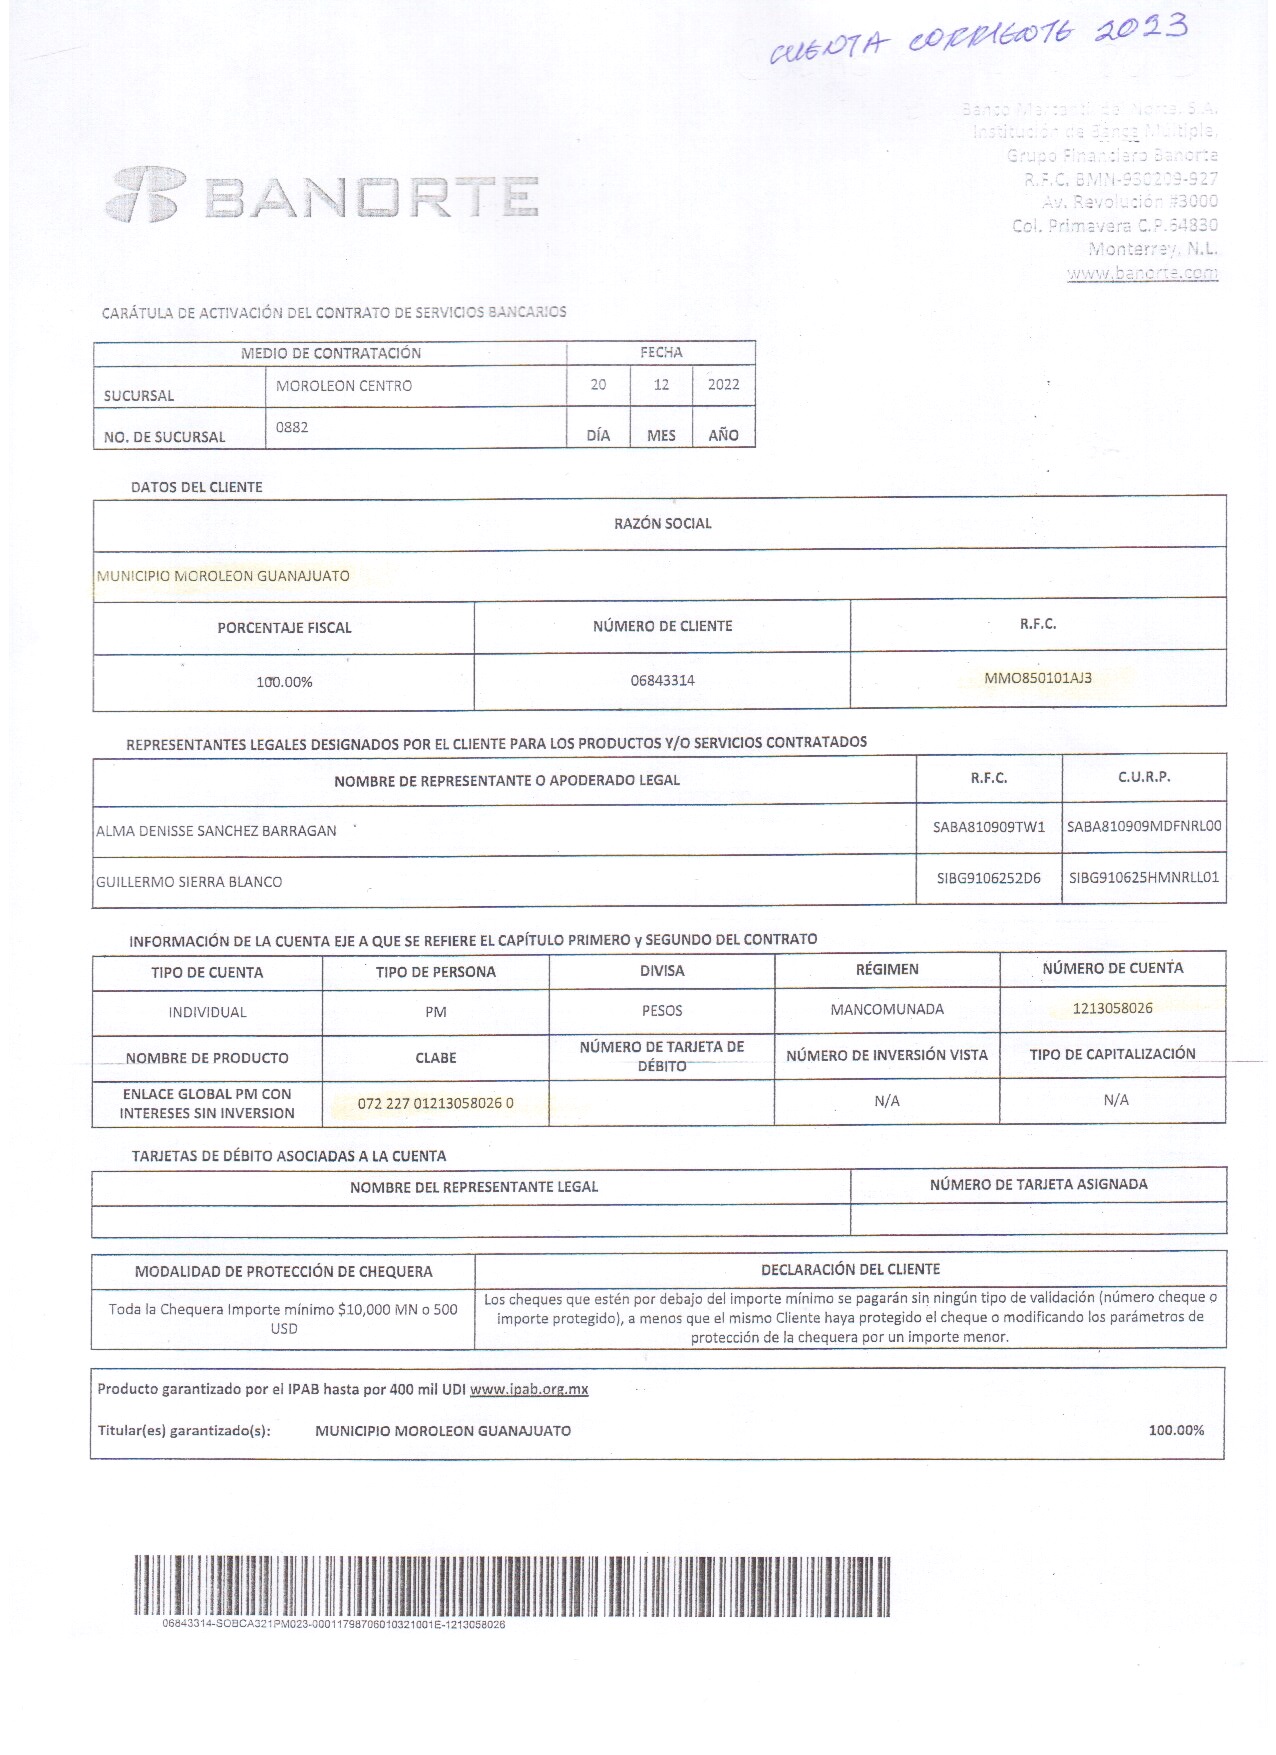 CUENTA CORRIENTE 2023
Banco Mercantil del Norte, S.A.
Institución de Banca Múltiple,
Grupo Financiero Banorte
R.F.C. BMN-930209-927
Av. Revolución #3000
Col. Primavera C.P.64830
Monterrey, N.L.
www.banorte.com
BANORTE
CARÁTULA DE ACTIVACIÓN DEL CONTRATO DE SERVICIOS BANCARIOS
MEDIO DE CONTRATACIÓN FECHA
SUCURSAL MOROLEON CENTRO 20 12 2022
NO. DE SUCURSAL 0882 DÍA MES AÑO
DATOS DEL CLIENTE
RAZÓN SOCIAL
MUNICIPIO MOROLEON GUANAJUATO
PORCENTAJE FISCAL NÚMERO DE CLIENTE R.F.C.
100.00% 06843314 MMO850101AJ3
REPRESENTANTES LEGALES DESIGNADOS POR EL CLIENTE PARA LOS PRODUCTOS Y/O SERVICIOS CONTRATADOS
NOMBRE DE REPRESENTANTE O APODERADO LEGAL R.F.C. C.U.R.P.
ALMA DENISSE SANCHEZ BARRAGAN SABA810909TW1 SABA810909MDFNRL00
GUILLERMO SIERRA BLANCO SIBG9106252D6 SIBG910625HMNRLL01
INFORMACIÓN DE LA CUENTA EJE A QUE SE REFIERE EL CAPÍTULO PRIMERO y SEGUNDO DEL CONTRATO
TIPO DE CUENTA TIPO DE PERSONA DIVISA RÉGIMEN NÚMERO DE CUENTA
INDIVIDUAL PM PESOS MANCOMUNADA 1213058026
NOMBRE DE PRODUCTO CLABE NÚMERO DE TARJETA DE DÉBITO NÚMERO DE INVERSIÓN VISTA TIPO DE CAPITALIZACIÓN
ENLACE GLOBAL PM CON INTERESES SIN INVERSION 072 227 01213058026 0 N/A N/A
TARJETAS DE DÉBITO ASOCIADAS A LA CUENTA
NOMBRE DEL REPRESENTANTE LEGAL NÚMERO DE TARJETA ASIGNADA
MODALIDAD DE PROTECCIÓN DE CHEQUERA DECLARACIÓN DEL CLIENTE
Toda la Chequera Importe mínimo $10,000 MN o 500
USD
Los cheques que estén por debajo del importe mínimo se pagarán sin ningún tipo de validación (número cheque o
importe protegido), a menos que el mismo Cliente haya protegido el cheque o modificando los parámetros de
protección de la chequera por un importe menor.
Producto garantizado por el IPAB hasta por 400 mil UDI www.ipab.org.mx
Titular(es) garantizado(s): MUNICIPIO MOROLEON GUANAJUATO 100.00%
06843314-SOBCA321PM023-00011798706010321001E-1213058026